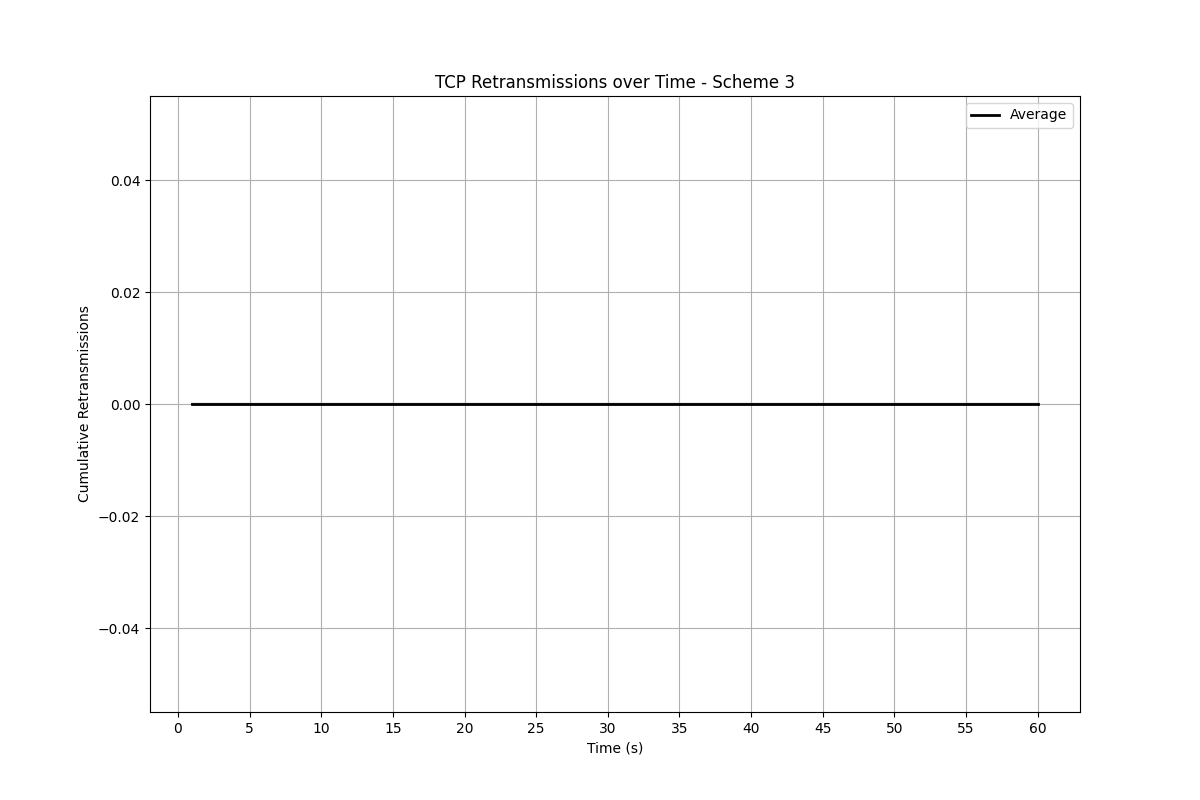 TCP Retransmissions over Time - Scheme 3
Average
0.04
0.02
0.00
−0.02
−0.04
Cumulative Retransmissions
0 5 10 15 20 25 30 35 40 45 50 55 60
Time (s)